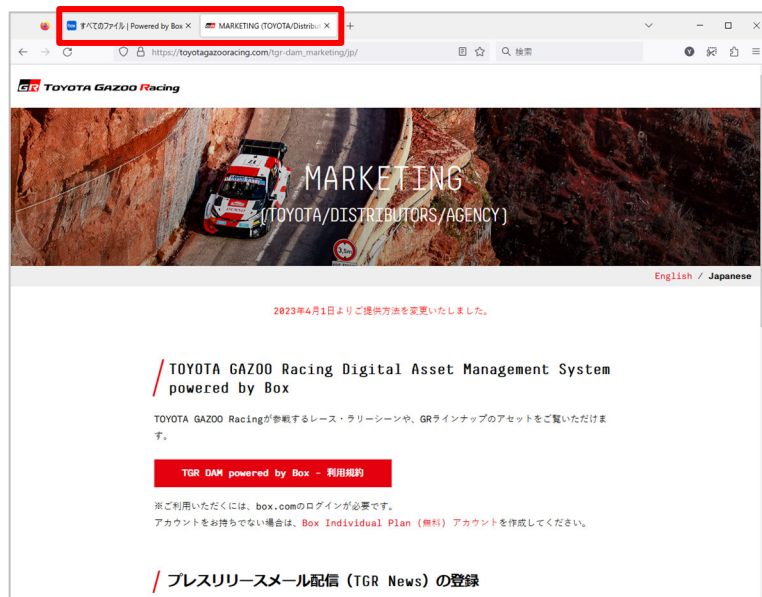 すべてのファイル | Powered by Box
MARKETING (TOYOTA/Distribut
https://toyotagazooracing.com/tgr-dam_marketing/jp/
検索
GR TOYOTA GAZOO Racing
MARKETING
(TOYOTA/DISTRIBUTORS/AGENCY)
3,5m
English / Japanese
2023年4月1日よりご提供方法を変更いたしました。
TOYOTA GAZOO Racing Digital Asset Management System
powered by Box
TOYOTA GAZOO Racingが参戦するレース・ラリーシーンや、GRラインナップのアセットをご覧いただけま
す。
TGR DAM powered by Box - 利用規約
※ご利用いただくには、box.comのログインが必要です。
アカウントをお持ちでない場合は、Box Individual Plan (無料) アカウントを作成してください。
プレスリリースメール配信 (TGR News) の登録